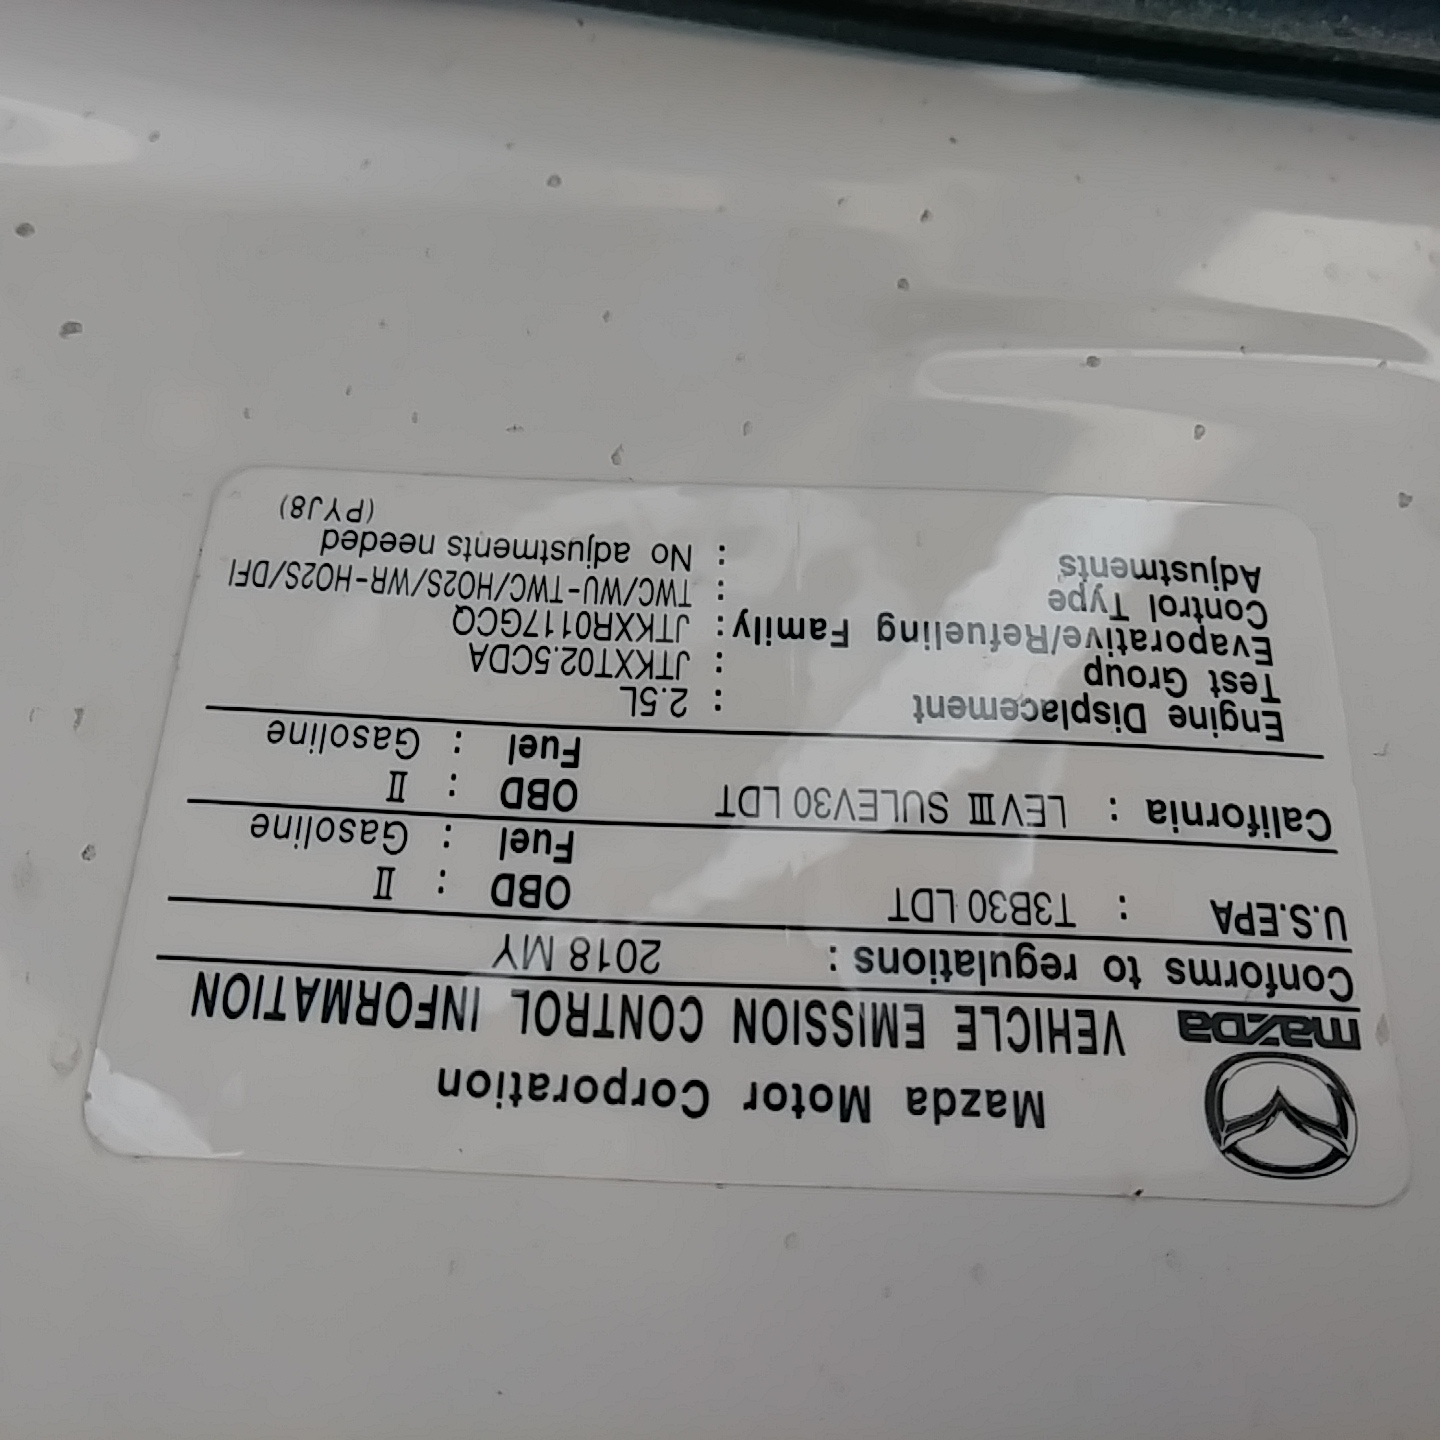 Mazda Motor Corporation
mazda VEHICLE EMISSION CONTROL INFORMATION
Conforms to regulations : 2018 MY
U.S.EPA : T3B30 LDT OBD : II
Fuel : Gasoline
California : LEVIII SULEV30 LDT OBD : II
Fuel : Gasoline
Engine Displacement : 2.5L
Test Group : JTKXT02.5CDA
Evaporative/Refueling Family : JTKXR0117GCQ
Control Type : TWC/WU-TWC/HO2S/WR-HO2S/DFI
Adjustments : No adjustments needed
(PYJ8)